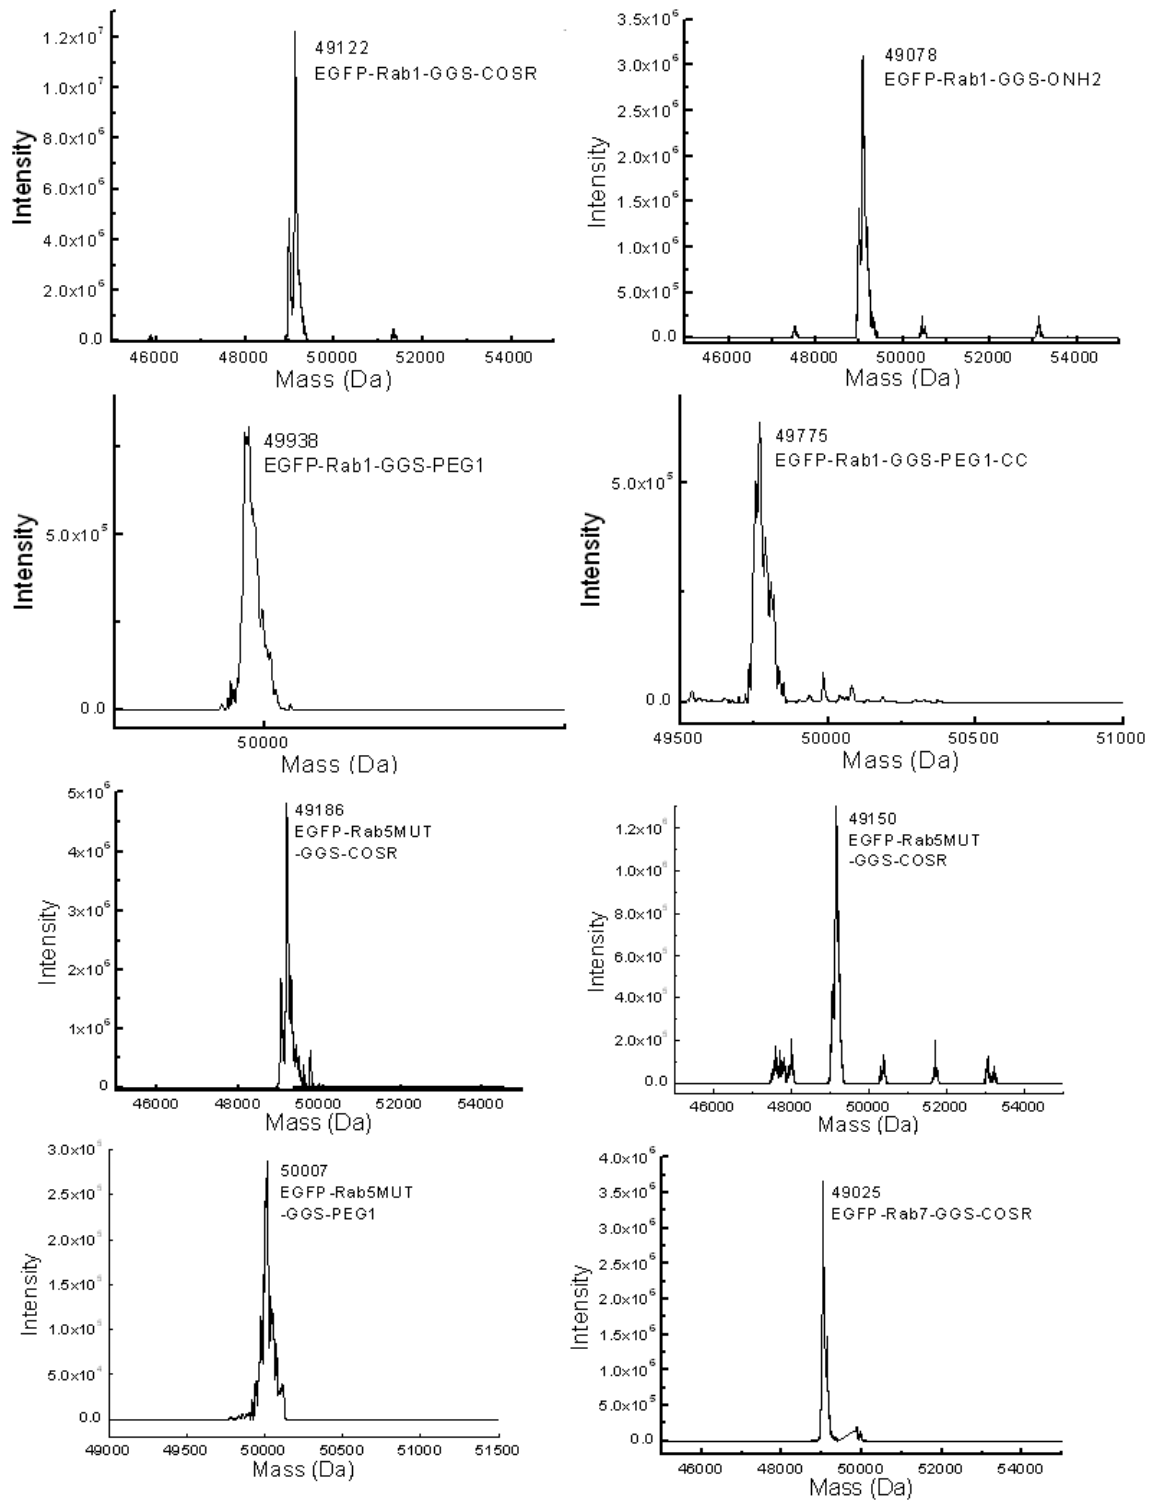 1.2x10⁷
1.0x10⁷
8.0x10⁶
6.0x10⁶
4.0x10⁶
2.0x10⁶
0.0
Intensity
49122
EGFP-Rab1-GGS-COSR
46000 48000 50000 52000 54000
Mass (Da)
3.5x10⁶
3.0x10⁶
2.5x10⁶
2.0x10⁶
1.5x10⁶
1.0x10⁶
5.0x10⁵
0.0
Intensity
49078
EGFP-Rab1-GGS-ONH2
46000 48000 50000 52000 54000
Mass (Da)
5.0x10⁵
0.0
Intensity
49938
EGFP-Rab1-GGS-PEG1
50000
Mass (Da)
5.0x10⁵
0.0
Intensity
49775
EGFP-Rab1-GGS-PEG1-CC
49500 50000 50500 51000
Mass (Da)
5x10⁶
4x10⁶
3x10⁶
2x10⁶
1x10⁶
0
Intensity
49186
EGFP-Rab5MUT
-GGS-COSR
46000 48000 50000 52000 54000
Mass (Da)
1.2x10⁶
1.0x10⁶
8.0x10⁵
6.0x10⁵
4.0x10⁵
2.0x10⁵
0.0
Intensity
49150
EGFP-Rab5MUT
-GGS-COSR
46000 48000 50000 52000 54000
Mass (Da)
3.0x10⁵
2.5x10⁵
2.0x10⁵
1.5x10⁵
1.0x10⁵
5.0x10⁴
0.0
Intensity
50007
EGFP-Rab5MUT
-GGS-PEG1
49000 49500 50000 50500 51000 51500
Mass (Da)
4.0x10⁶
3.5x10⁶
3.0x10⁶
2.5x10⁶
2.0x10⁶
1.5x10⁶
1.0x10⁶
5.0x10⁵
0.0
Intensity
49025
EGFP-Rab7-GGS-COSR
46000 48000 50000 52000 54000
Mass (Da)